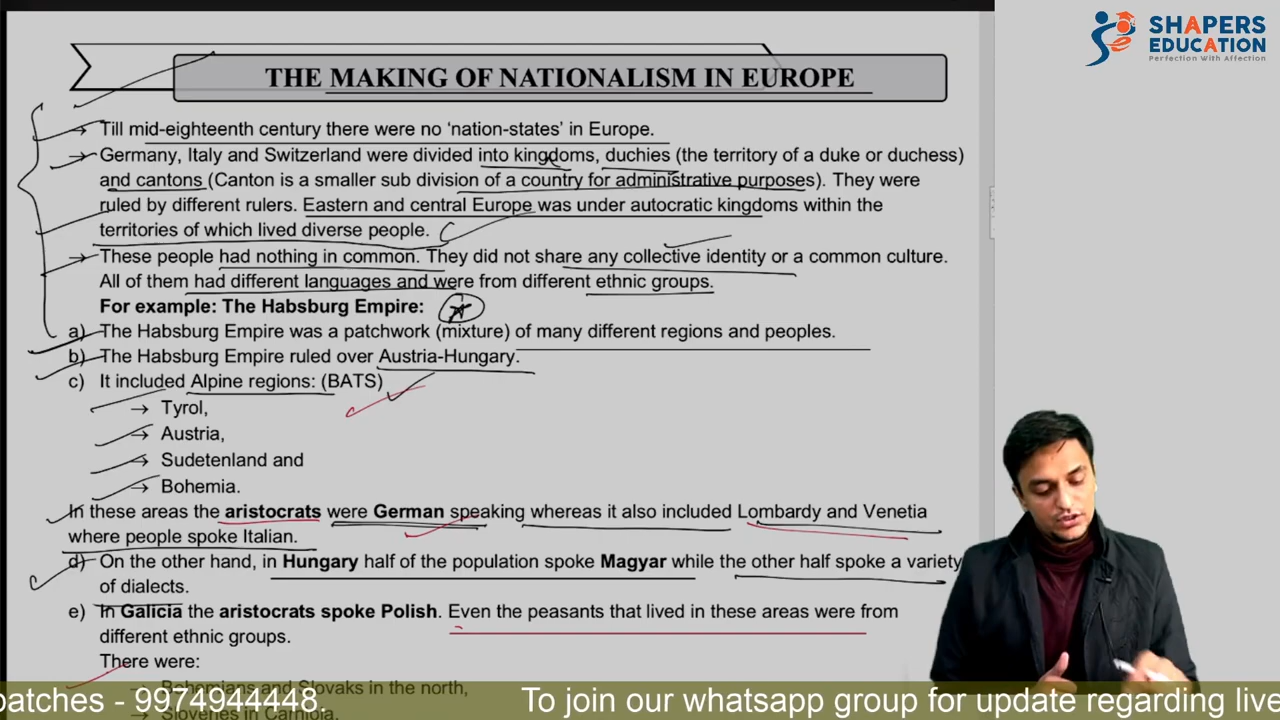 SHAPERS
EDUCATION
Perfection With Affection
THE MAKING OF NATIONALISM IN EUROPE
→ Till mid-eighteenth century there were no ‘nation-states’ in Europe.
→ Germany, Italy and Switzerland were divided into kingdoms, duchies (the territory of a duke or duchess)
and cantons (Canton is a smaller sub division of a country for administrative purposes). They were
ruled by different rulers. Eastern and central Europe was under autocratic kingdoms within the
territories of which lived diverse people.
→ These people had nothing in common. They did not share any collective identity or a common culture.
All of them had different languages and were from different ethnic groups.
For example: The Habsburg Empire:
a) The Habsburg Empire was a patchwork (mixture) of many different regions and peoples.
b) The Habsburg Empire ruled over Austria-Hungary.
c) It included Alpine regions: (BATS)
→ Tyrol,
→ Austria,
→ Sudetenland and
→ Bohemia.
In these areas the aristocrats were German speaking whereas it also included Lombardy and Venetia
where people spoke Italian.
d) On the other hand, in Hungary half of the population spoke Magyar while the other half spoke a variety
of dialects.
e) In Galicia the aristocrats spoke Polish. Even the peasants that lived in these areas were from
different ethnic groups.
There were:
→ Bohemians and Slovaks in the north,
→ Slovenes in Carniola,
patches - 9974944448. To join our whatsapp group for update regarding live